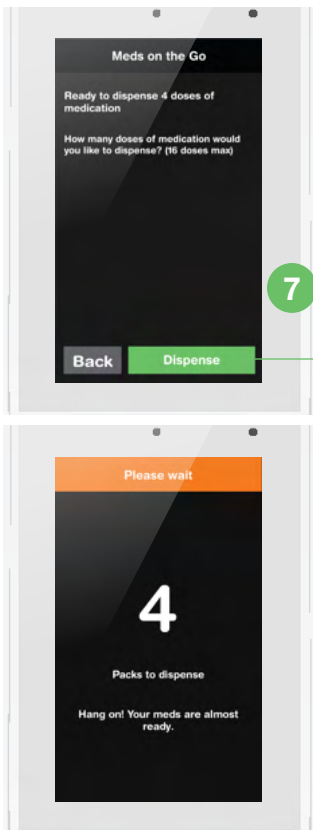 Meds on the Go
Ready to dispense 4 doses of
medication
How many doses of medication would
you like to dispense? (16 doses max)
7
Back
Dispense
Please wait
4
Packs to dispense
Hang on! Your meds are almost
ready.